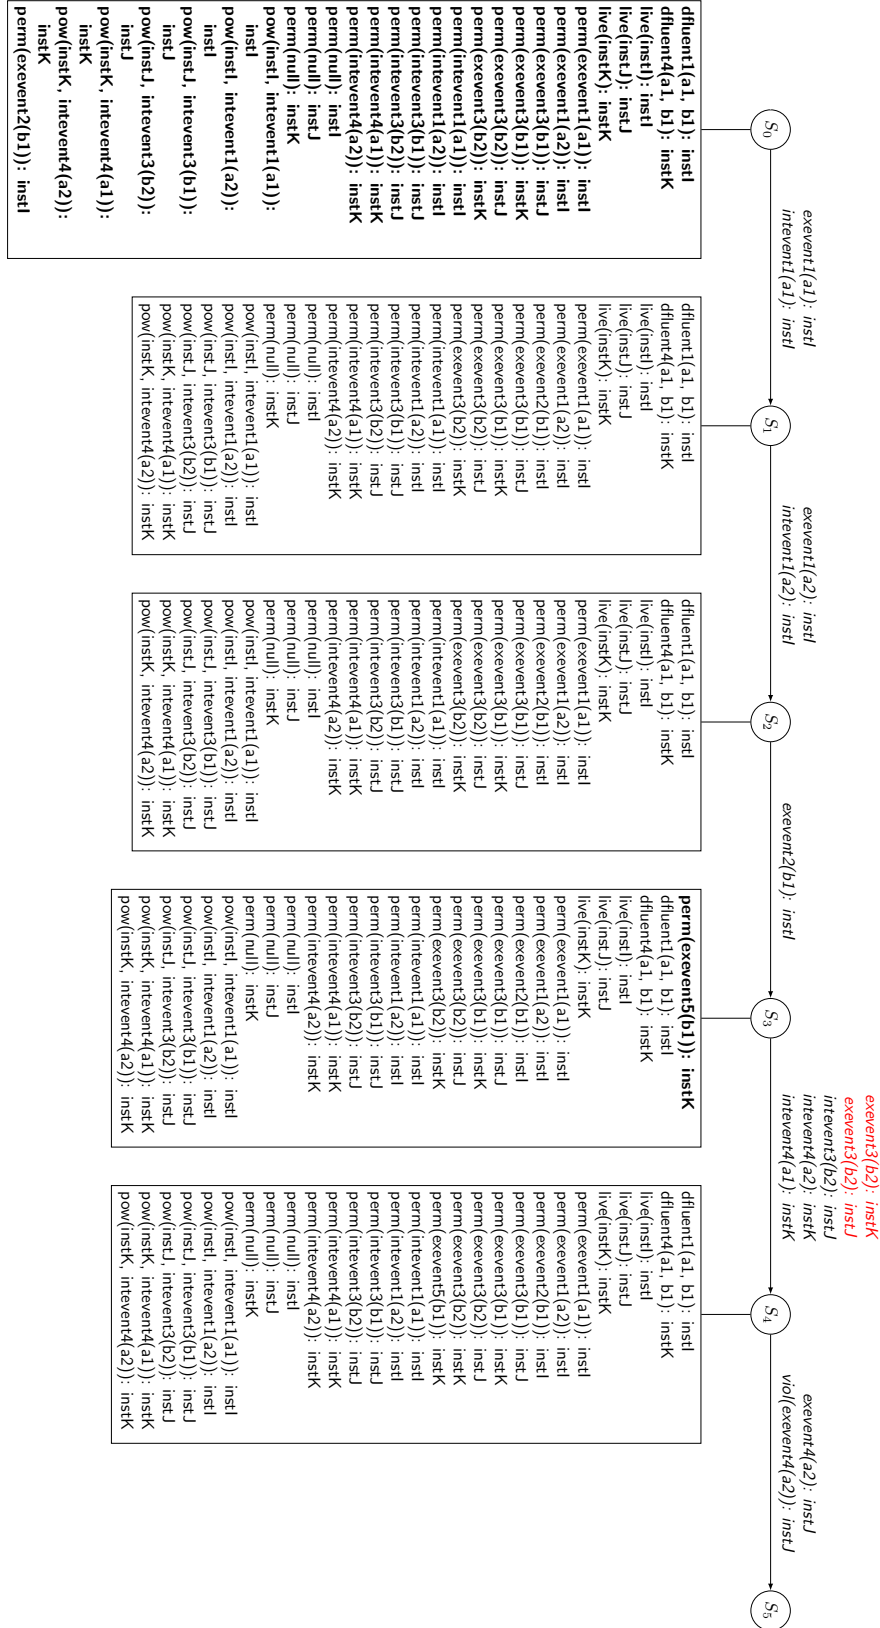 S0
exevent1(a1): instI
intevent1(a1): instI
S1
exevent1(a2): instI
intevent1(a2): instI
S2
exevent2(b1): instI
S3
exevent3(b2): instK
exevent3(b2): instJ
intevent3(b2): instJ
intevent4(a2): instK
intevent4(a1): instK
S4
exevent4(a2): instJ
viol(exevent4(a2)): instJ
S5
dfluent1(a1, b1): instI
dfluent4(a1, b1): instK
live(instI): instI
live(instJ): instJ
live(instK): instK
perm(exevent1(a1)): instI
perm(exevent1(a2)): instI
perm(exevent3(b1)): instJ
perm(exevent3(b1)): instK
perm(exevent3(b2)): instJ
perm(exevent3(b2)): instK
perm(intevent1(a1)): instI
perm(intevent1(a2)): instI
perm(intevent3(b1)): instJ
perm(intevent3(b2)): instJ
perm(intevent4(a1)): instK
perm(intevent4(a2)): instK
perm(null): instI
perm(null): instJ
perm(null): instK
pow(instI, intevent1(a1)):
instI
pow(instI, intevent1(a2)):
instI
pow(instJ, intevent3(b1)):
instJ
pow(instJ, intevent3(b2)):
instJ
pow(instK, intevent4(a1)):
instK
pow(instK, intevent4(a2)):
instK
perm(exevent2(b1)): instI
dfluent1(a1, b1): instI
dfluent4(a1, b1): instK
live(instI): instI
live(instJ): instJ
live(instK): instK
perm(exevent1(a1)): instI
perm(exevent1(a2)): instI
perm(exevent2(b1)): instI
perm(exevent3(b1)): instJ
perm(exevent3(b1)): instK
perm(exevent3(b2)): instJ
perm(exevent3(b2)): instK
perm(intevent1(a1)): instI
perm(intevent1(a2)): instI
perm(intevent3(b1)): instJ
perm(intevent3(b2)): instJ
perm(intevent4(a1)): instK
perm(intevent4(a2)): instK
perm(null): instI
perm(null): instJ
perm(null): instK
pow(instI, intevent1(a1)): instI
pow(instI, intevent1(a2)): instI
pow(instJ, intevent3(b1)): instJ
pow(instJ, intevent3(b2)): instJ
pow(instK, intevent4(a1)): instK
pow(instK, intevent4(a2)): instK
dfluent1(a1, b1): instI
dfluent4(a1, b1): instK
live(instI): instI
live(instJ): instJ
live(instK): instK
perm(exevent1(a1)): instI
perm(exevent1(a2)): instI
perm(exevent2(b1)): instI
perm(exevent3(b1)): instJ
perm(exevent3(b1)): instK
perm(exevent3(b2)): instJ
perm(exevent3(b2)): instK
perm(intevent1(a1)): instI
perm(intevent1(a2)): instI
perm(intevent3(b1)): instJ
perm(intevent3(b2)): instJ
perm(intevent4(a1)): instK
perm(intevent4(a2)): instK
perm(null): instI
perm(null): instJ
perm(null): instK
pow(instI, intevent1(a1)): instI
pow(instI, intevent1(a2)): instI
pow(instJ, intevent3(b1)): instJ
pow(instJ, intevent3(b2)): instJ
pow(instK, intevent4(a1)): instK
pow(instK, intevent4(a2)): instK
perm(exevent5(b1)): instK
dfluent1(a1, b1): instI
dfluent4(a1, b1): instK
live(instI): instI
live(instJ): instJ
live(instK): instK
perm(exevent1(a1)): instI
perm(exevent1(a2)): instI
perm(exevent2(b1)): instI
perm(exevent3(b1)): instJ
perm(exevent3(b1)): instK
perm(exevent3(b2)): instJ
perm(exevent3(b2)): instK
perm(intevent1(a1)): instI
perm(intevent1(a2)): instI
perm(intevent3(b1)): instJ
perm(intevent3(b2)): instJ
perm(intevent4(a1)): instK
perm(intevent4(a2)): instK
perm(null): instI
perm(null): instJ
perm(null): instK
pow(instI, intevent1(a1)): instI
pow(instI, intevent1(a2)): instI
pow(instJ, intevent3(b1)): instJ
pow(instJ, intevent3(b2)): instJ
pow(instK, intevent4(a1)): instK
pow(instK, intevent4(a2)): instK
dfluent1(a1, b1): instI
dfluent4(a1, b1): instK
live(instI): instI
live(instJ): instJ
live(instK): instK
perm(exevent1(a1)): instI
perm(exevent1(a2)): instI
perm(exevent2(b1)): instI
perm(exevent3(b1)): instJ
perm(exevent3(b1)): instK
perm(exevent3(b2)): instJ
perm(exevent3(b2)): instK
perm(exevent5(b1)): instK
perm(intevent1(a1)): instI
perm(intevent1(a2)): instI
perm(intevent3(b1)): instJ
perm(intevent3(b2)): instJ
perm(intevent4(a1)): instK
perm(intevent4(a2)): instK
perm(null): instI
perm(null): instJ
perm(null): instK
pow(instI, intevent1(a1)): instI
pow(instI, intevent1(a2)): instI
pow(instJ, intevent3(b1)): instJ
pow(instJ, intevent3(b2)): instJ
pow(instK, intevent4(a1)): instK
pow(instK, intevent4(a2)): instK